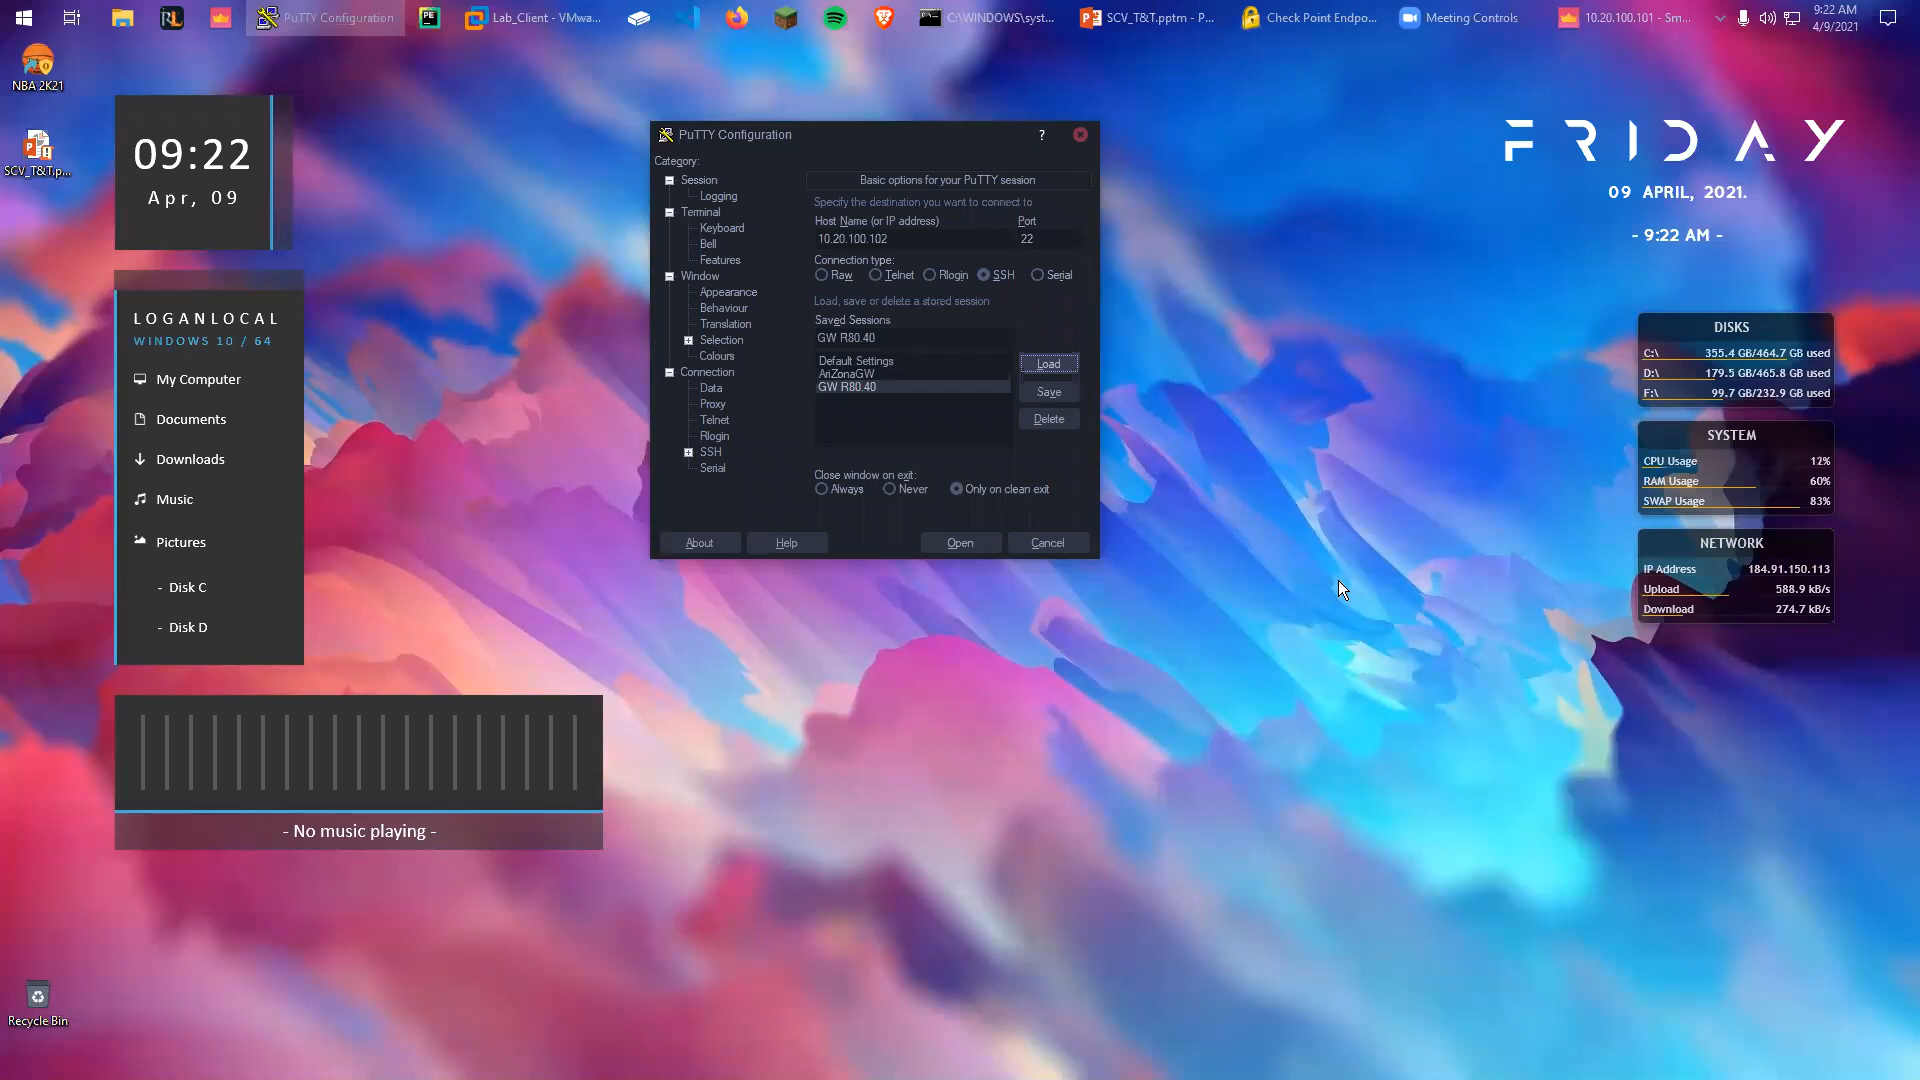 PuTTY Configuration
Lab_Client - VMwa...
C:\WINDOWS\syst...
SCV_T&T.pptm - P...
Check Point Endpo...
Meeting Controls
10.20.100.101 - Sm...
9:22 AM
4/9/2021
NBA 2K21
SCV_T&T.p...
09:22
Apr, 09
LOGANLOCAL
WINDOWS 10 / 64
My Computer
Documents
Downloads
Music
Pictures
- Disk C
- Disk D
- No music playing -
Recycle Bin
PuTTY Configuration
?
Category:
Session
Logging
Terminal
Keyboard
Bell
Features
Window
Appearance
Behaviour
Translation
Selection
Colours
Connection
Data
Proxy
Telnet
Rlogin
SSH
Serial
Basic options for your PuTTY session
Specify the destination you want to connect to
Host Name (or IP address) Port
10.20.100.102 22
Connection type:
Raw Telnet Rlogin SSH Serial
Load, save or delete a stored session
Saved Sessions
GW R80.40
Default Settings
AriZonaGW
GW R80.40
Load
Save
Delete
Close window on exit:
Always Never Only on clean exit
About Help Open Cancel
FRIDAY
09 APRIL, 2021.
- 9:22 AM -
DISKS
C:\ 355.4 GB/464.7 GB used
D:\ 179.5 GB/465.8 GB used
F:\ 99.7 GB/232.9 GB used
SYSTEM
CPU Usage 12%
RAM Usage 60%
SWAP Usage 83%
NETWORK
IP Address 184.91.150.113
Upload 588.9 kB/s
Download 274.7 kB/s